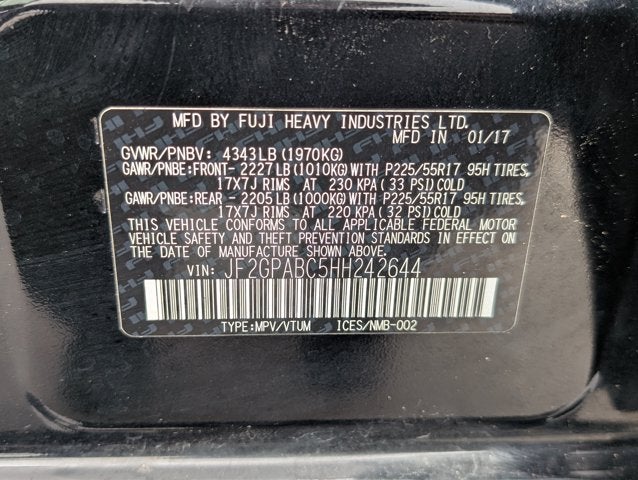 MFD BY FUJI HEAVY INDUSTRIES LTD.
MFD IN 01/17
GVWR/PNBV: 4343LB(1970KG)
GAWR/PNBE:FRONT- 2227LB(1010KG)WITH P225/55R17 95H TIRES,
17X7J RIMS AT 230 KPA(33 PSI)COLD
GAWR/PNBE:REAR - 2205LB(1000KG)WITH P225/55R17 95H TIRES,
17X7J RIMS AT 220 KPA(32 PSI)COLD
THIS VEHICLE CONFORMS TO ALL APPLICABLE FEDERAL MOTOR
VEHICLE SAFETY AND THEFT PREVENTION STANDARDS IN EFFECT ON
THE DATE OF MANUFACTURE SHOWN ABOVE.
VIN: JF2GPABC5HH242644
TYPE:MPV/VTUM ICES/NMB-002